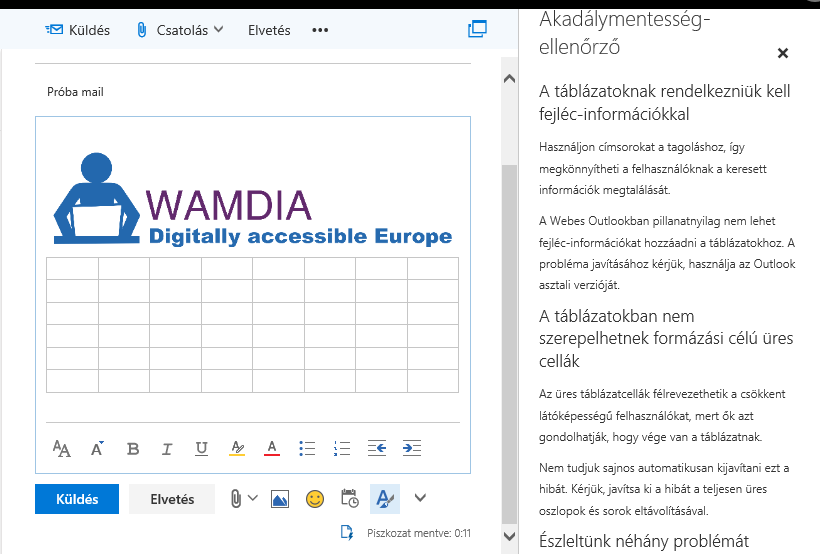 Küldés Csatolás Elvetés
Próba mail
WAMDIA
Digitally accessible Europe
Küldés Elvetés
Piszkozat mentve: 0:11
Akadálymentesség-
ellenőrző
A táblázatoknak rendelkezniük kell
fejléc-információkkal
Használjon címsorokat a tagoláshoz, így
megkönnyítheti a felhasználóknak a keresett
információk megtalálását.
A Webes Outlookban pillanatnyilag nem lehet
fejléc-információkat hozzáadni a táblázatokhoz. A
probléma javításához kérjük, használja az Outlook
asztali verzióját.
A táblázatokban nem
szerepelhetnek formázási célú üres
cellák
Az üres táblázatcellák félrevezethetik a csökkent
látóképességű felhasználókat, mert ők azt
gondolhatják, hogy vége van a táblázatnak.
Nem tudjuk sajnos automatikusan kijavítani ezt a
hibát. Kérjük, javítsa ki a hibát a teljesen üres
oszlopok és sorok eltávolításával.
Észleltünk néhány problémát